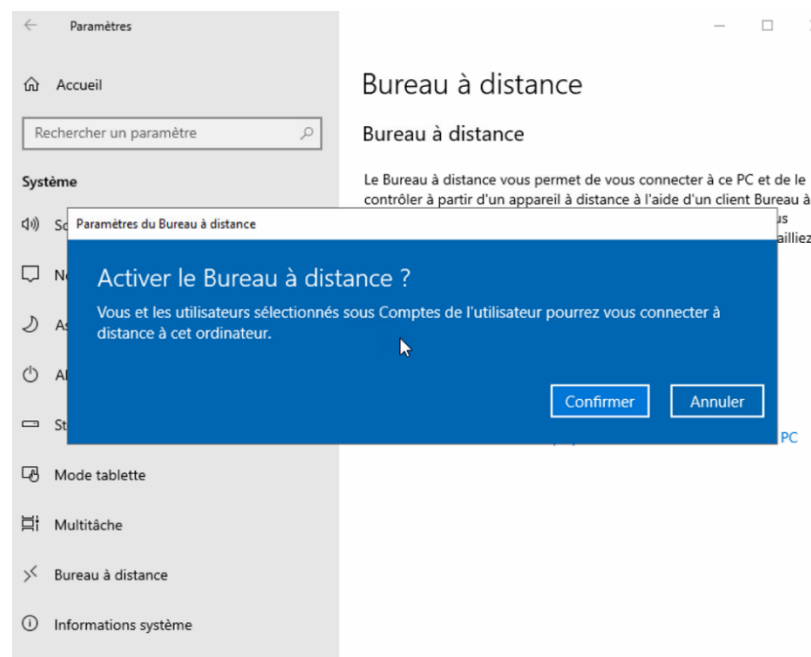 Paramètres
Accueil
Rechercher un paramètre
Système
Mode tablette
Multitâche
Bureau à distance
Informations système
Bureau à distance
Bureau à distance
Le Bureau à distance vous permet de vous connecter à ce PC et de le
contrôler à partir d'un appareil à distance à l'aide d'un client Bureau à
PC
Paramètres du Bureau à distance
Activer le Bureau à distance ?
Vous et les utilisateurs sélectionnés sous Comptes de l'utilisateur pourrez vous connecter à
distance à cet ordinateur.
Confirmer
Annuler